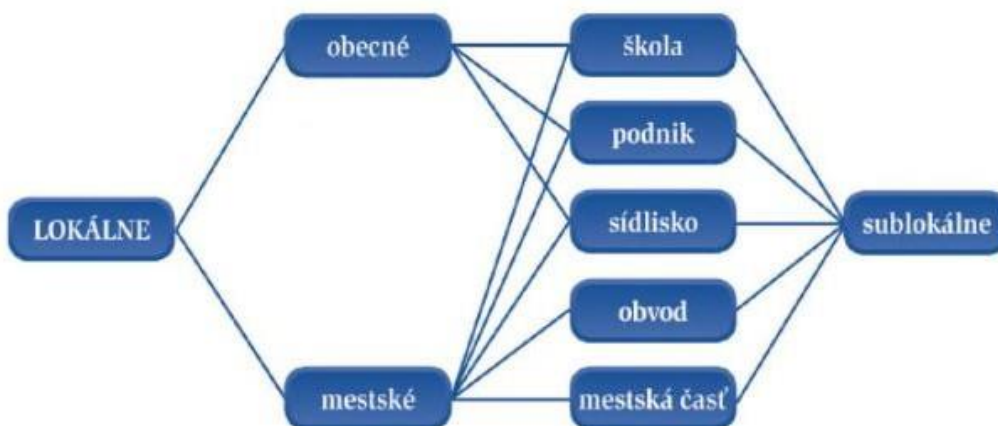 LOKÁLNE
obecné
mestské
škola
podnik
sídlisko
obvod
mestská časť
sublokálne